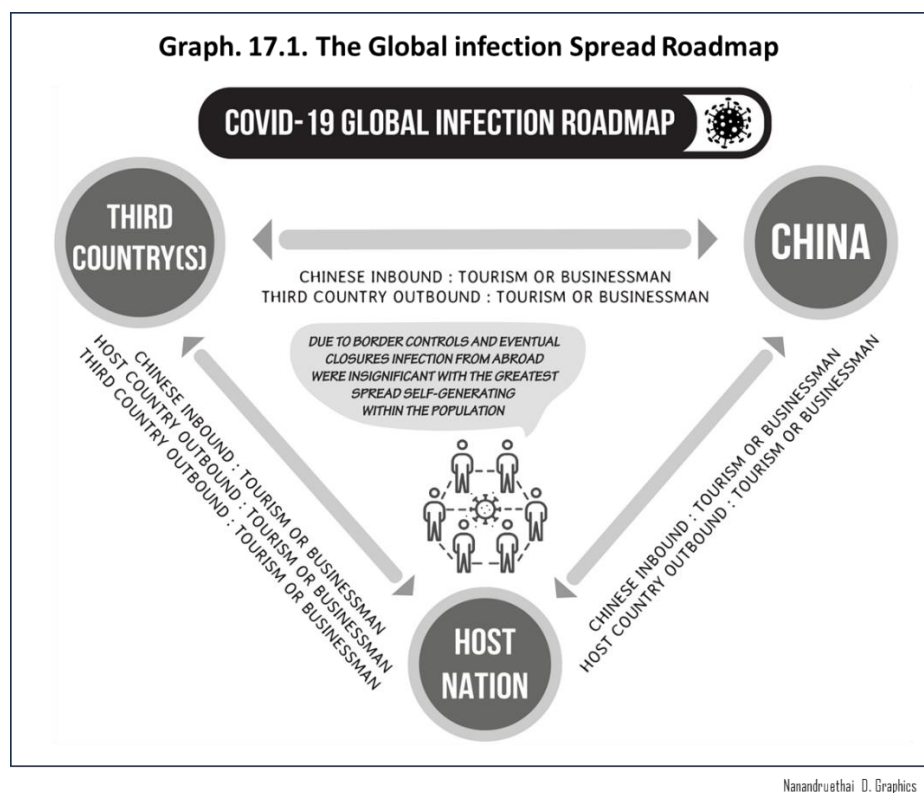 Graph. 17.1. The Global infection Spread Roadmap
COVID-19 GLOBAL INFECTION ROADMAP
THIRD
COUNTRY(S)
CHINA
CHINESE INBOUND : TOURISM OR BUSINESSMAN
THIRD COUNTRY OUTBOUND : TOURISM OR BUSINESSMAN
DUE TO BORDER CONTROLS AND EVENTUAL
CLOSURES INFECTION FROM ABROAD
WERE INSIGNIFICANT WITH THE GREATEST
SPREAD SELF-GENERATING
WITHIN THE POPULATION
CHINESE INBOUND : TOURISM OR BUSINESSMAN
HOST COUNTRY OUTBOUND : TOURISM OR BUSINESSMAN
THIRD COUNTRY OUTBOUND : TOURISM OR BUSINESSMAN
CHINESE INBOUND : TOURISM OR BUSINESSMAN
HOST COUNTRY OUTBOUND : TOURISM OR BUSINESSMAN
HOST
NATION
Nanandruethai D. Graphics